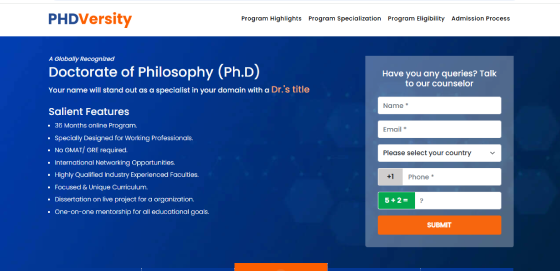 PHDVersity
Program Highlights Program Specialization Program Eligibility Admission Process
A Globally Recognized
Doctorate of Philosophy (Ph.D)
Your name will stand out as a specialist in your domain with a Dr.'s title
Salient Features
36 Months online Program.
Specially Designed for Working Professionals.
No GMAT/ GRE required.
International Networking Opportunities.
Highly Qualified Industry Experienced Faculties.
Focused & Unique Curriculum.
Dissertation on live project for a organization.
One-on-one mentorship for all educational goals.
Have you any queries? Talk
to our counselor
Name *
Email *
Please select your country
+1 Phone *
5 + 2 = ?
SUBMIT